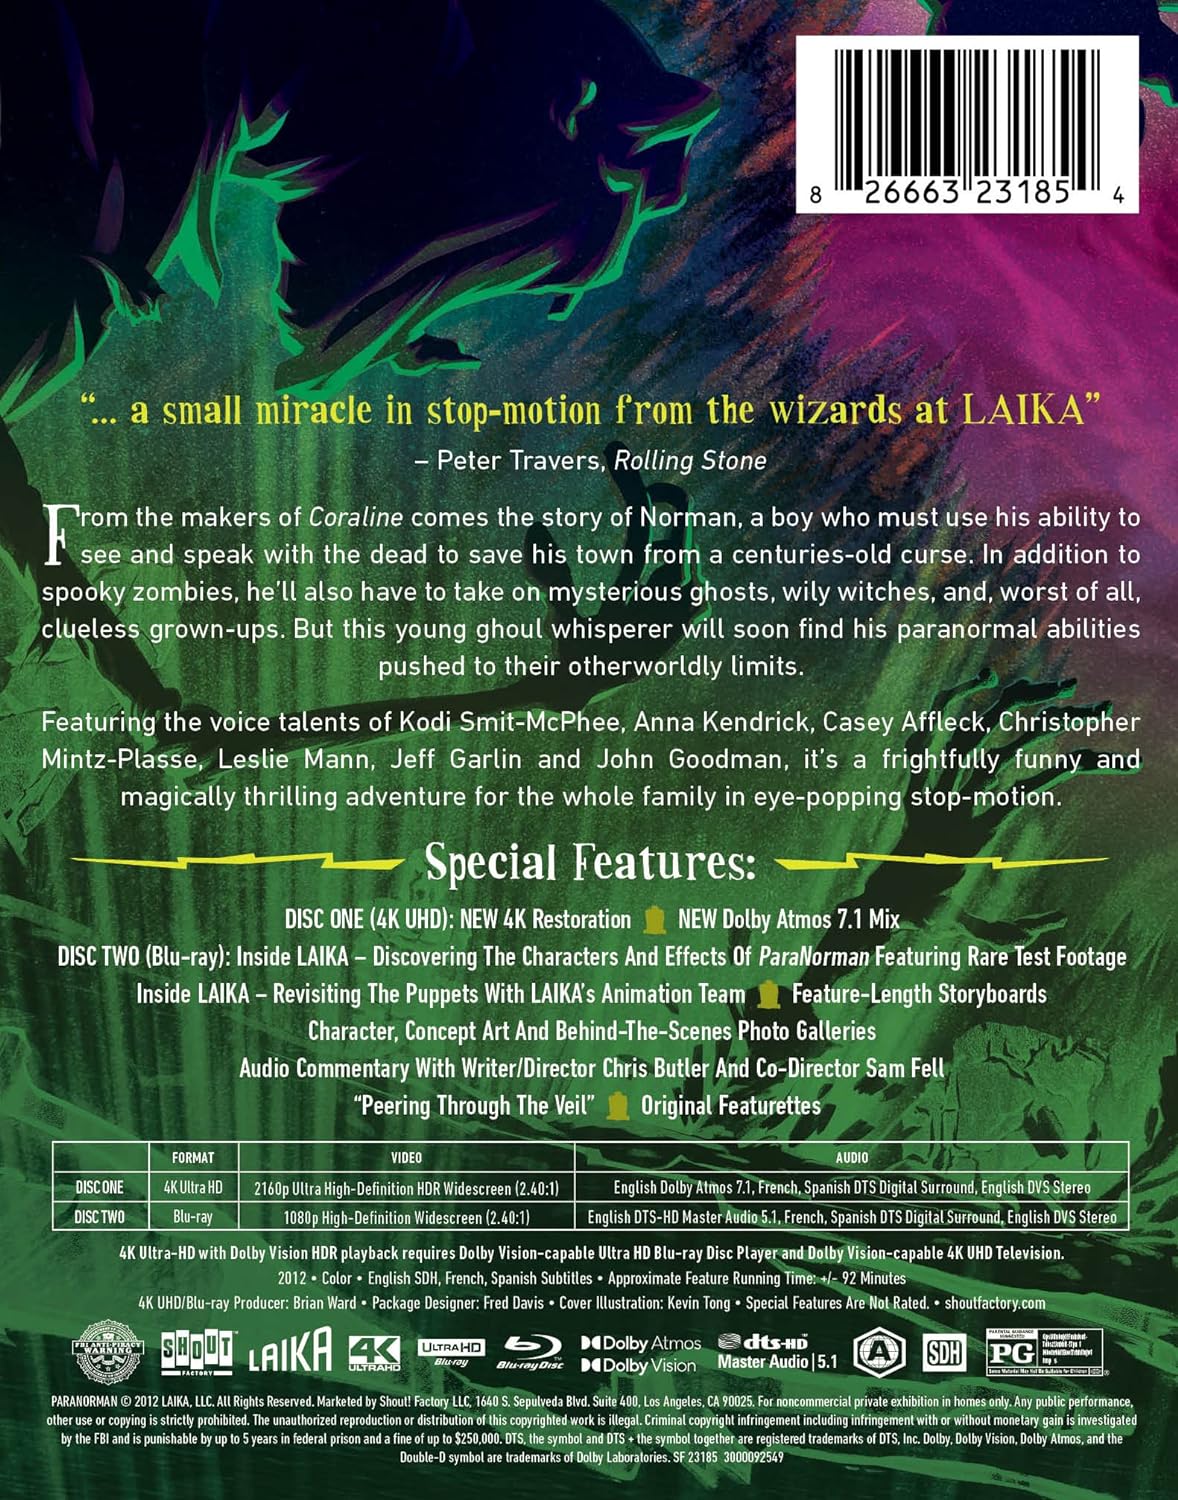 8 26663 23185 4
“... a small miracle in stop-motion from the wizards at LAIKA”
– Peter Travers, Rolling Stone
From the makers of Coraline comes the story of Norman, a boy who must use his ability to
see and speak with the dead to save his town from a centuries-old curse. In addition to
spooky zombies, he’ll also have to take on mysterious ghosts, wily witches, and, worst of all,
clueless grown-ups. But this young ghoul whisperer will soon find his paranormal abilities
pushed to their otherworldly limits.
Featuring the voice talents of Kodi Smit-McPhee, Anna Kendrick, Casey Affleck, Christopher
Mintz-Plasse, Leslie Mann, Jeff Garlin and John Goodman, it’s a frightfully funny and
magically thrilling adventure for the whole family in eye-popping stop-motion.
Special Features:
DISC ONE (4K UHD): NEW 4K Restoration NEW Dolby Atmos 7.1 Mix
DISC TWO (Blu-ray): Inside LAIKA – Discovering The Characters And Effects Of ParaNorman Featuring Rare Test Footage
Inside LAIKA – Revisiting The Puppets With LAIKA’s Animation Team Feature-Length Storyboards
Character, Concept Art And Behind-The-Scenes Photo Galleries
Audio Commentary With Writer/Director Chris Butler And Co-Director Sam Fell
“Peering Through The Veil” Original Featurettes
FORMAT VIDEO AUDIO
DISC ONE 4K Ultra HD 2160p Ultra High-Definition HDR Widescreen (2.40:1) English Dolby Atmos 7.1, French, Spanish DTS Digital Surround, English DVS Stereo
DISC TWO Blu-ray 1080p High-Definition Widescreen (2.40:1) English DTS-HD Master Audio 5.1, French, Spanish DTS Digital Surround, English DVS Stereo
4K Ultra-HD with Dolby Vision HDR playback requires Dolby Vision-capable Ultra HD Blu-ray Disc Player and Dolby Vision-capable 4K UHD Television.
2012 • Color • English SDH, French, Spanish Subtitles • Approximate Feature Running Time: +/- 92 Minutes
4K UHD/Blu-ray Producer: Brian Ward • Package Designer: Fred Davis • Cover Illustration: Kevin Tong • Special Features Are Not Rated. • shoutfactory.com
FBI ANTI-PIRACY WARNING SHOUT! FACTORY LAIKA 4K ULTRAHD ULTRA HD Blu-ray Blu-ray Disc Dolby Atmos Dolby Vision dts-HD Master Audio 5.1 A SDH PARENTAL GUIDANCE SUGGESTED PG Some Material May Not Be Suitable for Children
PARANORMAN © 2012 LAIKA, LLC. All Rights Reserved. Marketed by Shout! Factory LLC, 1640 S. Sepulveda Blvd. Suite 400, Los Angeles, CA 90025. For noncommercial private exhibition in homes only. Any public performance,
other use or copying is strictly prohibited. The unauthorized reproduction or distribution of this copyrighted work is illegal. Criminal copyright infringement including infringement with or without monetary gain is investigated
by the FBI and is punishable by up to 5 years in federal prison and a fine of up to $250,000. DTS, the symbol and DTS + the symbol together are registered trademarks of DTS, Inc. Dolby, Dolby Vision, Dolby Atmos, and the
Double-D symbol are trademarks of Dolby Laboratories. SF 23185 3000092549